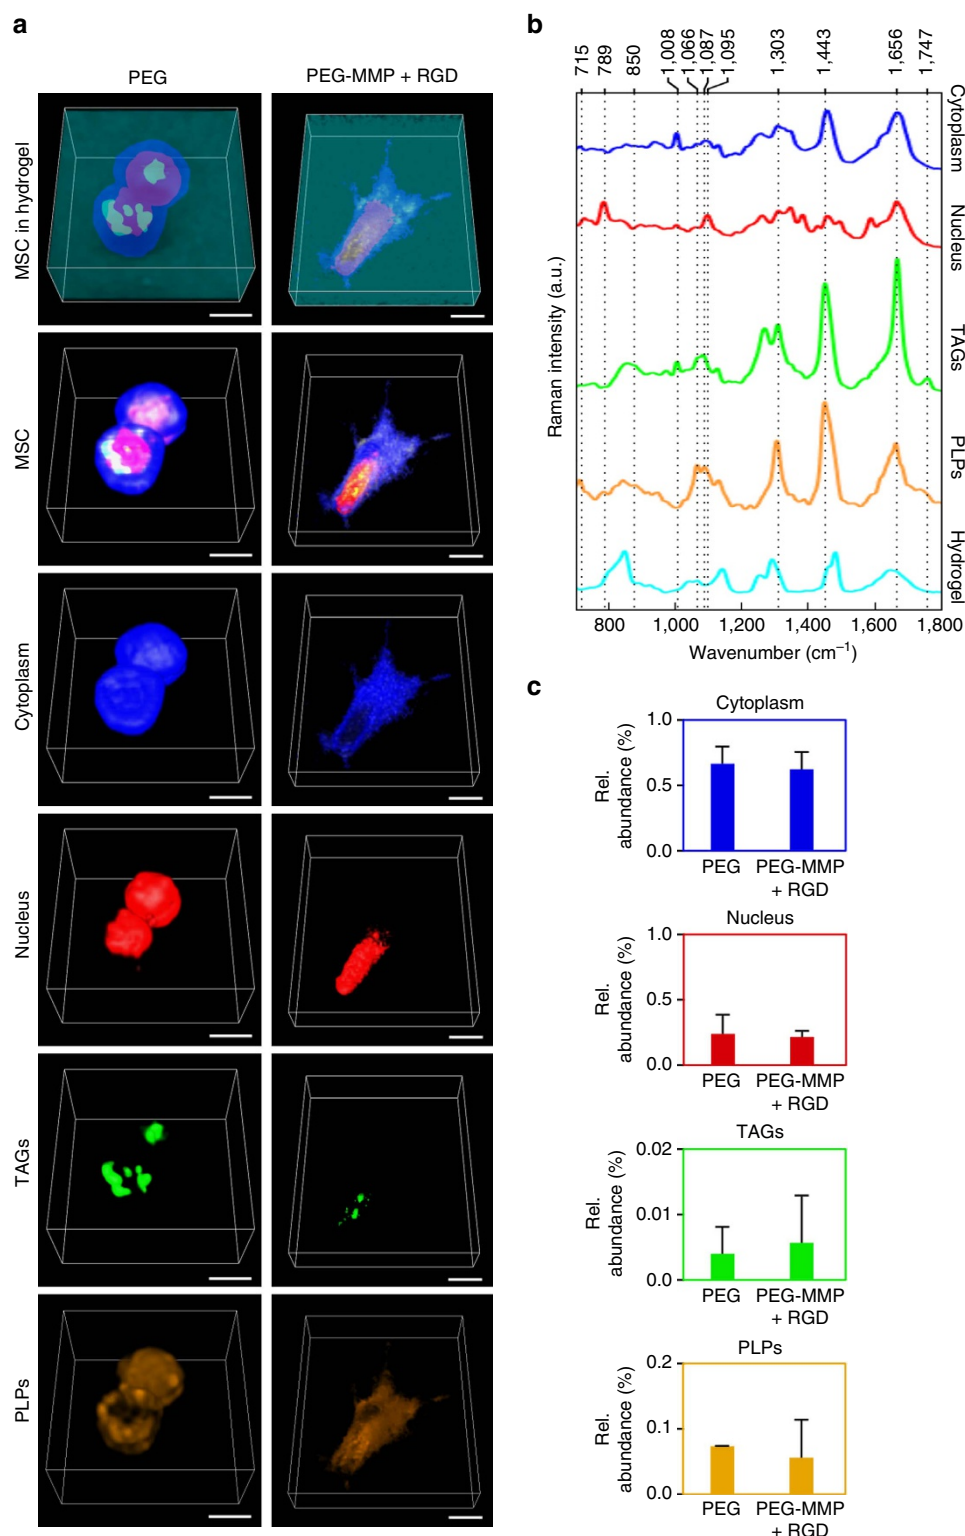 a
PEG
PEG-MMP + RGD
MSC in hydrogel
MSC
Cytoplasm
Nucleus
TAGs
PLPs
b
715
789
850
1,008
1,066
1,087
1,095
1,303
1,443
1,656
1,747
Raman intensity (a.u.)
Cytoplasm
Nucleus
TAGs
PLPs
Hydrogel
800 1,000 1,200 1,400 1,600 1,800
Wavenumber (cm⁻¹)
c
Cytoplasm
Rel.
abundance (%)
1.0
0.5
0.0
PEG PEG-MMP
+ RGD
Nucleus
Rel.
abundance (%)
1.0
0.5
0.0
PEG PEG-MMP
+ RGD
TAGs
Rel.
abundance (%)
0.02
0.01
0.0
PEG PEG-MMP
+ RGD
PLPs
Rel.
abundance (%)
0.2
0.1
0.0
PEG PEG-MMP
+ RGD